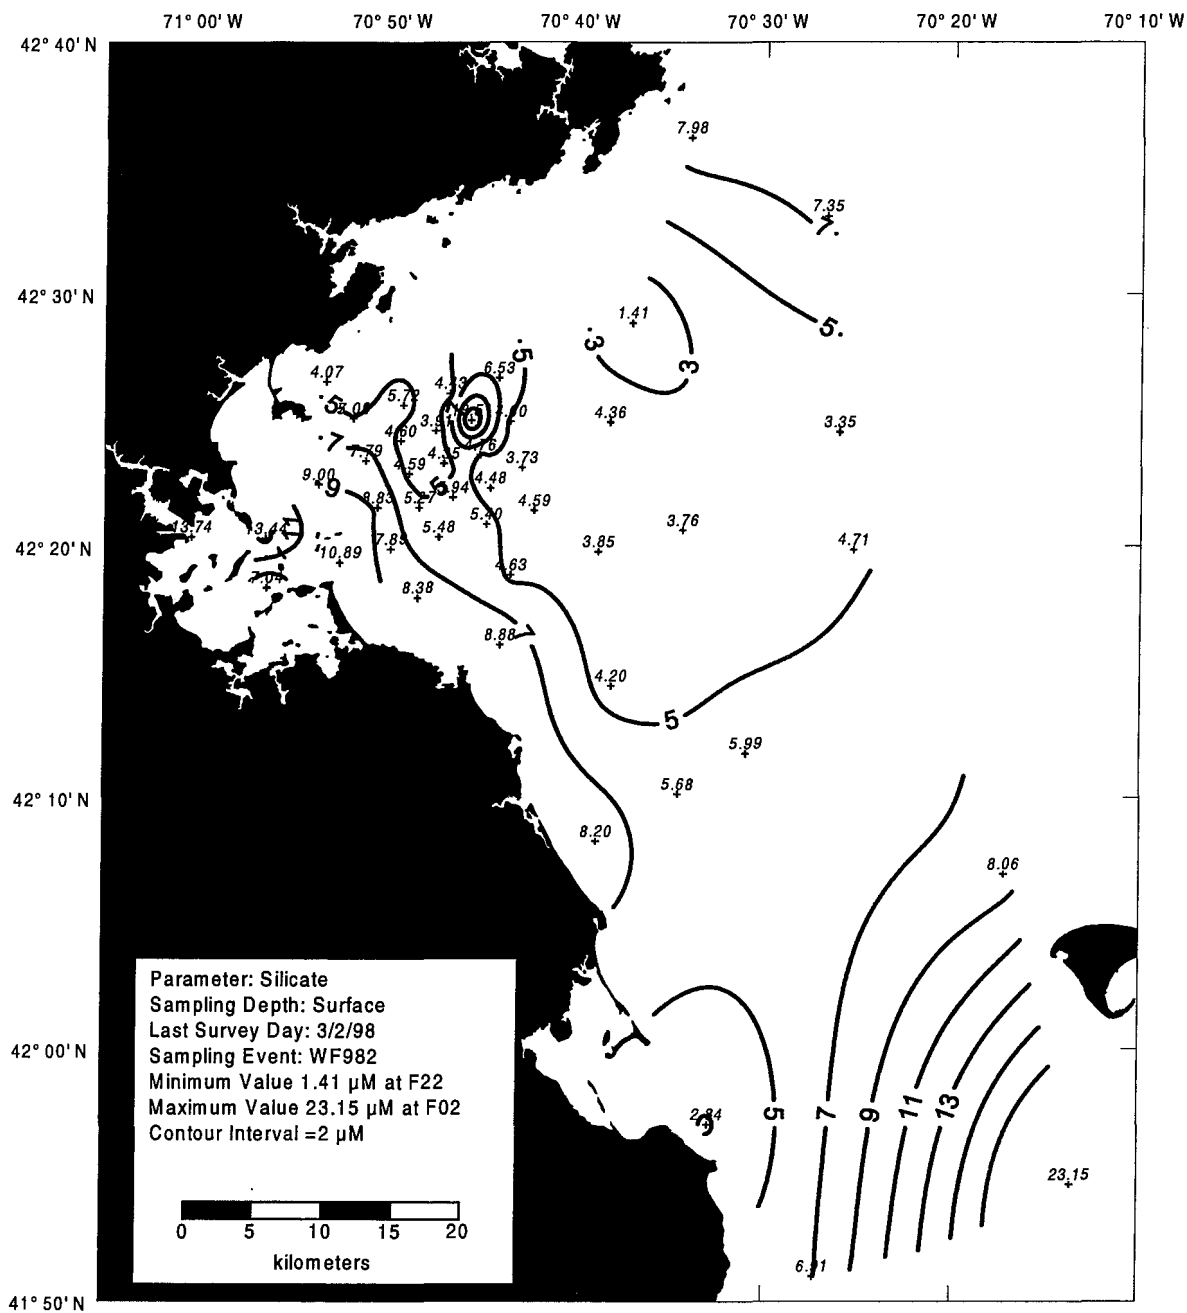 71° 00' W 70° 50' W 70° 40' W 70° 30' W 70° 20' W 70° 10' W
42° 40' N
7.98
7.35
7.
42° 30' N
1.41
5.
.3
3
.5
6.53
4.07
5.72
.5
4.36
3.35
4.60
.7
7.79
3.73
4.59
9.00
9
4.48
5
8.83
4.59
5.40
13.74
13.44
11
5.48
3.76
7.89
42° 20' N
10.89
3.85
4.71
4.63
7.04
8.38
8.88
7
4.20
5
5.99
5.68
42° 10' N
8.20
8.06
Parameter: Silicate
Sampling Depth: Surface
Last Survey Day: 3/2/98
Sampling Event: WF982
Minimum Value 1.41 µM at F22
Maximum Value 23.15 µM at F02
Contour Interval =2 µM
0 5 10 15 20
kilometers
42° 00' N
5 7 9 11 13
23.15
41° 50' N